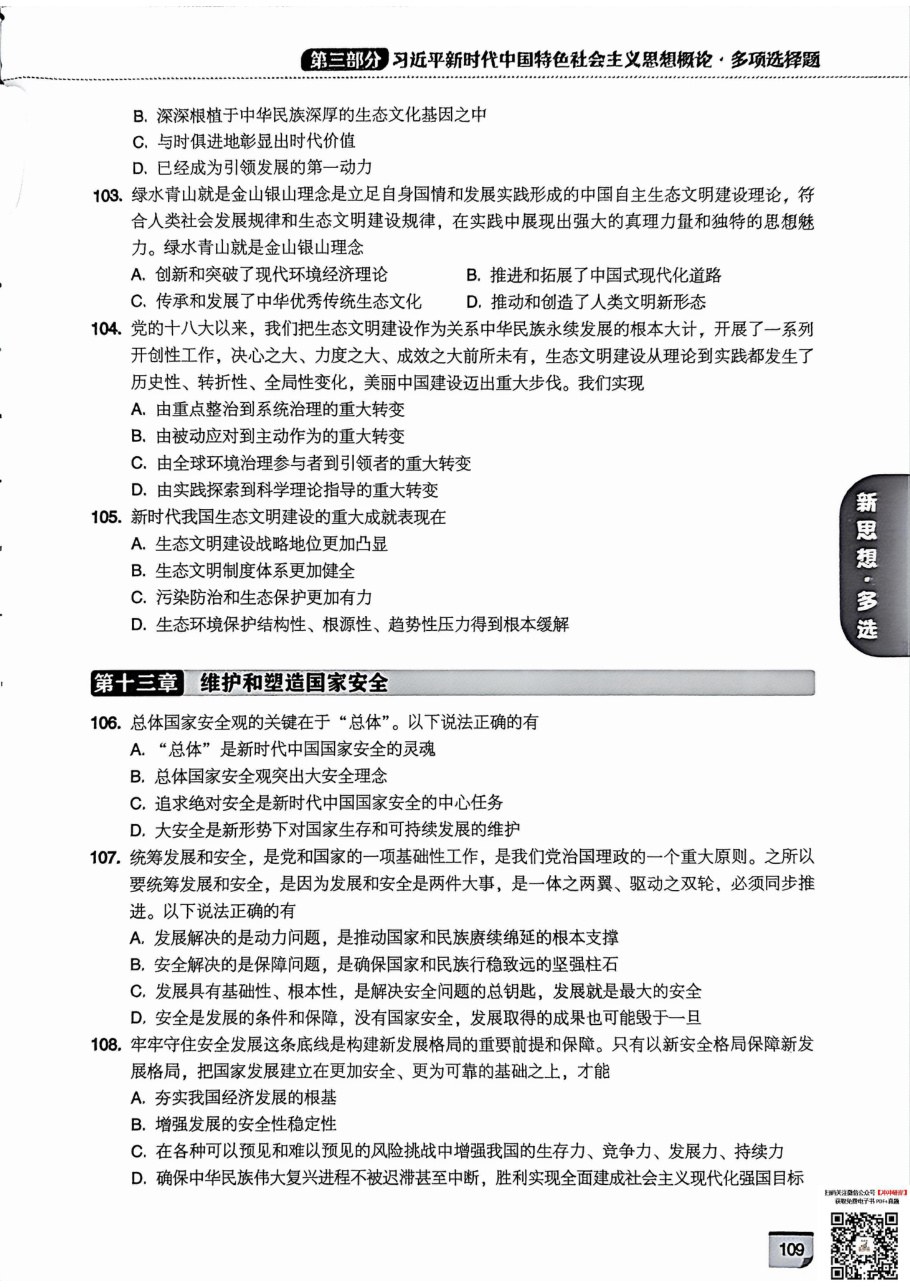 第三部分 习近平新时代中国特色社会主义思想概论·多项选择题
B. 深深根植于中华民族深厚的生态文化基因之中
C. 与时俱进地彰显出时代价值
D. 已经成为引领发展的第一动力
103. 绿水青山就是金山银山理念是立足自身国情和发展实践形成的中国自主生态文明建设理论，符
合人类社会发展规律和生态文明建设规律，在实践中展现出强大的真理力量和独特的思想魅
力。绿水青山就是金山银山理念
A. 创新和突破了现代环境经济理论 B. 推进和拓展了中国式现代化道路
C. 传承和发展了中华优秀传统生态文化 D. 推动和创造了人类文明新形态
104. 党的十八大以来，我们把生态文明建设作为关系中华民族永续发展的根本大计，开展了一系列
开创性工作，决心之大、力度之大、成效之大前所未有，生态文明建设从理论到实践都发生了
历史性、转折性、全局性变化，美丽中国建设迈出重大步伐。我们实现
A. 由重点整治到系统治理的重大转变
B. 由被动应对到主动作为的重大转变
C. 由全球环境治理参与者到引领者的重大转变
D. 由实践探索到科学理论指导的重大转变
105. 新时代我国生态文明建设的重大成就表现在
A. 生态文明建设战略地位更加凸显
B. 生态文明制度体系更加健全
C. 污染防治和生态保护更加有力
D. 生态环境保护结构性、根源性、趋势性压力得到根本缓解
新思想·多选
第十三章 维护和塑造国家安全
106. 总体国家安全观的关键在于“总体”。以下说法正确的有
A. “总体”是新时代中国国家安全的灵魂
B. 总体国家安全观突出大安全理念
C. 追求绝对安全是新时代中国国家安全的中心任务
D. 大安全是新形势下对国家生存和可持续发展的维护
107. 统筹发展和安全，是党和国家的一项基础性工作，是我们党治国理政的一个重大原则。之所以
要统筹发展和安全，是因为发展和安全是两件大事，是一体之两翼、驱动之双轮，必须同步推
进。以下说法正确的有
A. 发展解决的是动力问题，是推动国家和民族赓续绵延的根本支撑
B. 安全解决的是保障问题，是确保国家和民族行稳致远的坚强柱石
C. 发展具有基础性、根本性，是解决安全问题的总钥匙，发展就是最大的安全
D. 安全是发展的条件和保障，没有国家安全，发展取得的成果也可能毁于一旦
108. 牢牢守住安全发展这条底线是构建新发展格局的重要前提和保障。只有以新安全格局保障新发
展格局，把国家发展建立在更加安全、更为可靠的基础之上，才能
A. 夯实我国经济发展的根基
B. 增强发展的安全性稳定性
C. 在各种可以预见和难以预见的风险挑战中增强我国的生存力、竞争力、发展力、持续力
D. 确保中华民族伟大复兴进程不被迟滞甚至中断，胜利实现全面建成社会主义现代化强国目标
扫码关注微信公众号
获取免费电子书PDF+真题
109